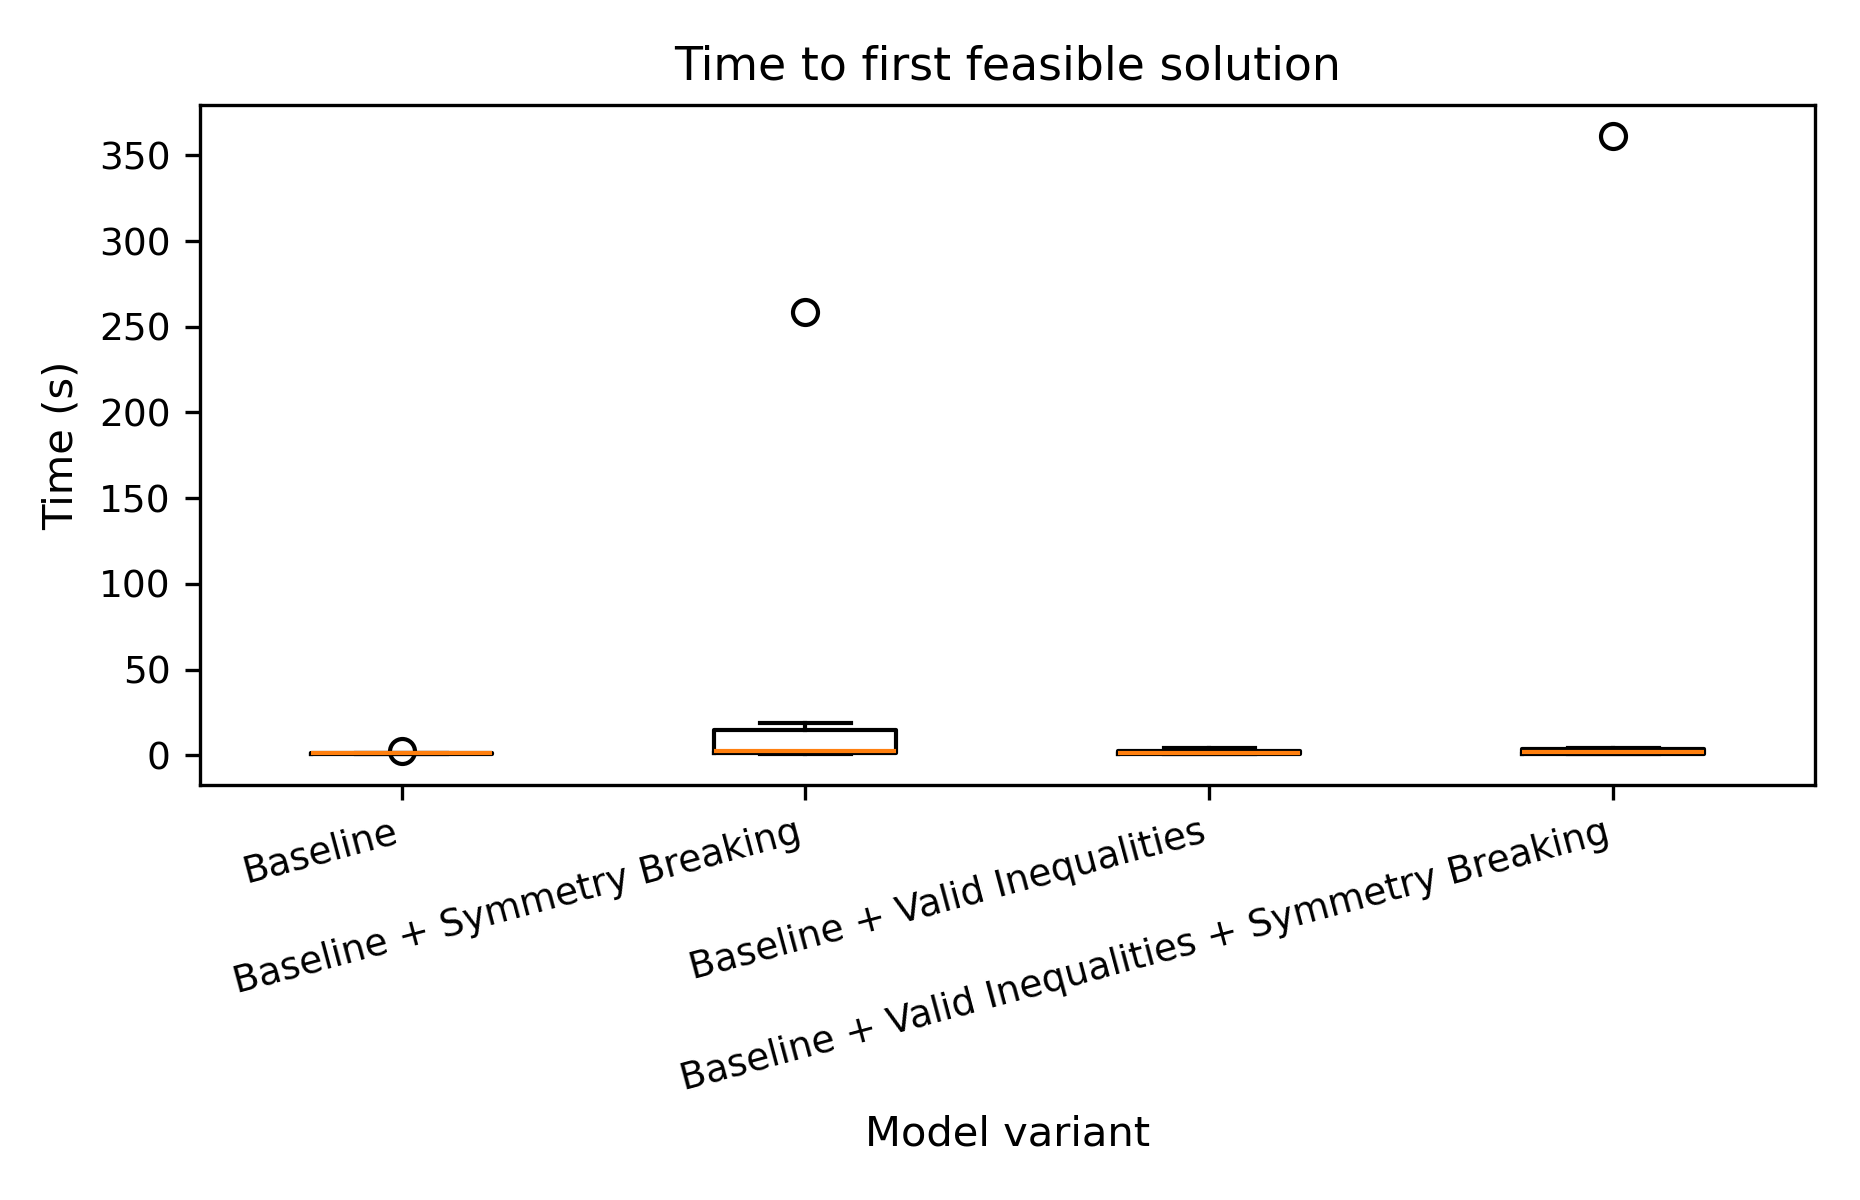 Time to first feasible solution
350
300
250
200
150
100
50
0
Time (s)
Baseline
Baseline + Symmetry Breaking
Baseline + Valid Inequalities
Baseline + Valid Inequalities + Symmetry Breaking
Model variant